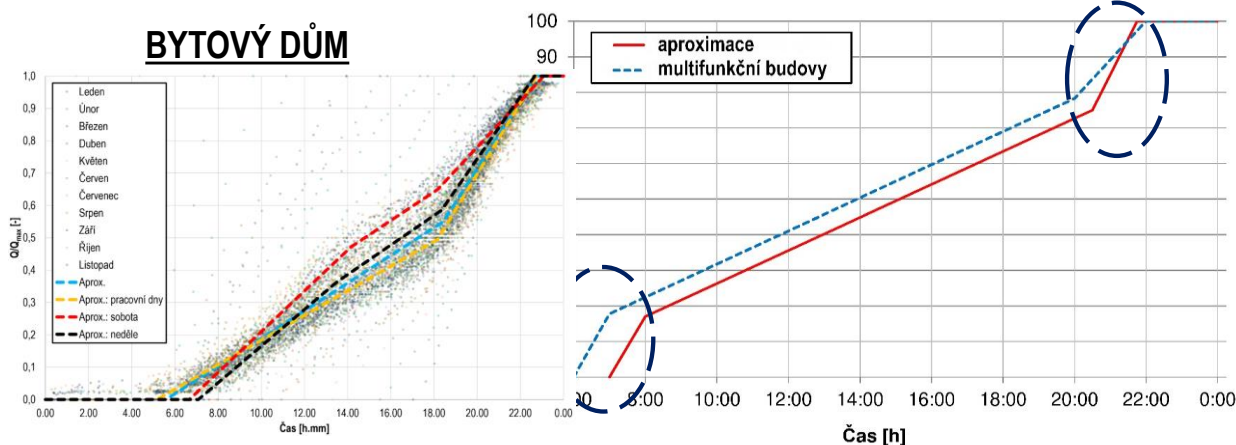 BYTOVÝ DŮM
1,0
0,9
0,8
0,7
0,6
0,5
0,4
0,3
0,2
0,1
0,0
Q/Qmax [-]
Leden
Únor
Březen
Duben
Květen
Červen
Červenec
Srpen
Září
Říjen
Listopad
Aprox.
Aprox.: pracovní dny
Aprox.: sobota
Aprox.: neděle
0.00 2.00 4.00 6.00 8.00 10.00 12.00 14.00 16.00 18.00 20.00 22.00 0.00
Čas [h.mm]
100
90
aproximace
multifunkční budovy
00 8:00 10:00 12:00 14:00 16:00 18:00 20:00 22:00 0:00
Čas [h]